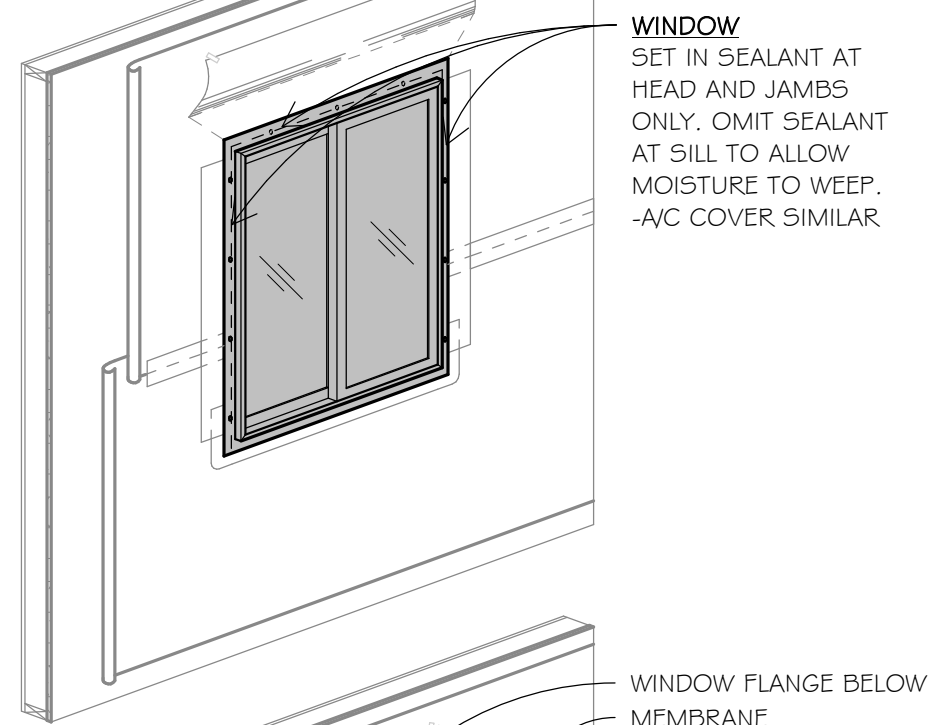 WINDOW
SET IN SEALANT AT
HEAD AND JAMBS
ONLY. OMIT SEALANT
AT SILL TO ALLOW
MOISTURE TO WEEP.
-A/C COVER SIMILAR
WINDOW FLANGE BELOW
MEMBRANE